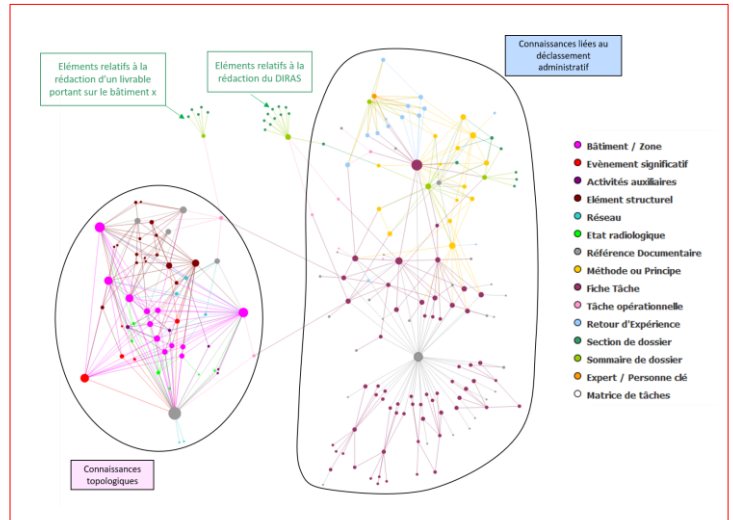 Eléments relatifs à la
rédaction d'un livrable
portant sur le bâtiment x
Eléments relatifs à la
rédaction du DIRAS
Connaissances liées au
déclassement
administratif
Bâtiment / Zone
Evènement significatif
Activités auxiliaires
Elément structurel
Réseau
Etat radiologique
Référence Documentaire
Méthode ou Principe
Fiche Tâche
Tâche opérationnelle
Retour d'Expérience
Section de dossier
Sommaire de dossier
Expert / Personne clé
Matrice de tâches
Connaissances
topologiques